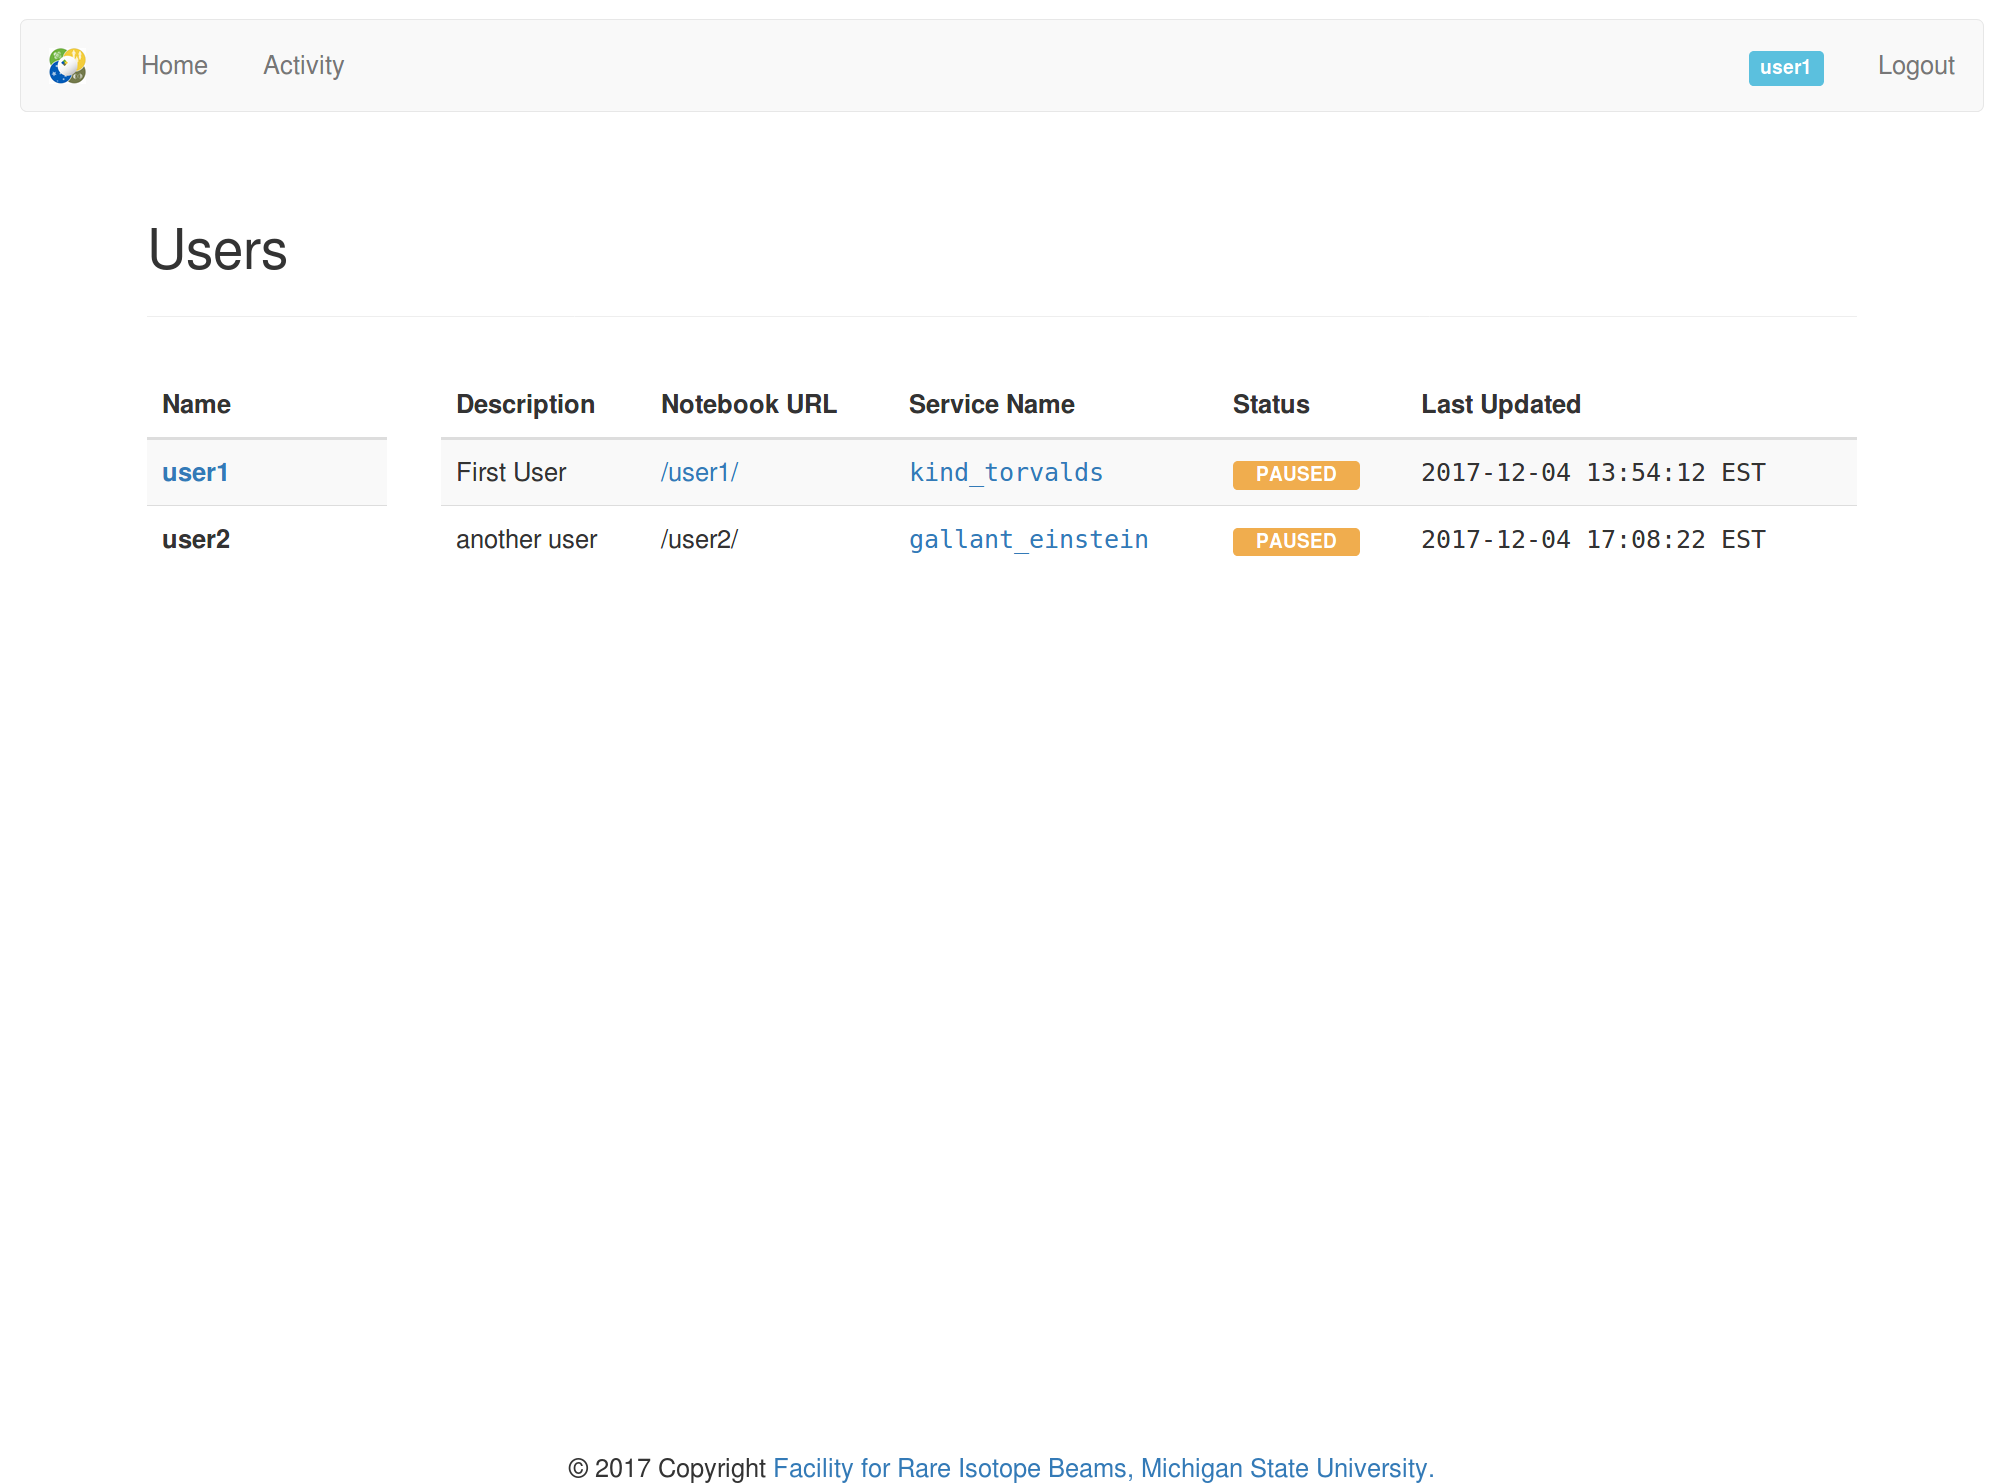 Home Activity user1 Logout
Users
Name Description Notebook URL Service Name Status Last Updated
user1 First User /user1/ kind_torvalds PAUSED 2017-12-04 13:54:12 EST
user2 another user /user2/ gallant_einstein PAUSED 2017-12-04 17:08:22 EST
© 2017 Copyright Facility for Rare Isotope Beams, Michigan State University.